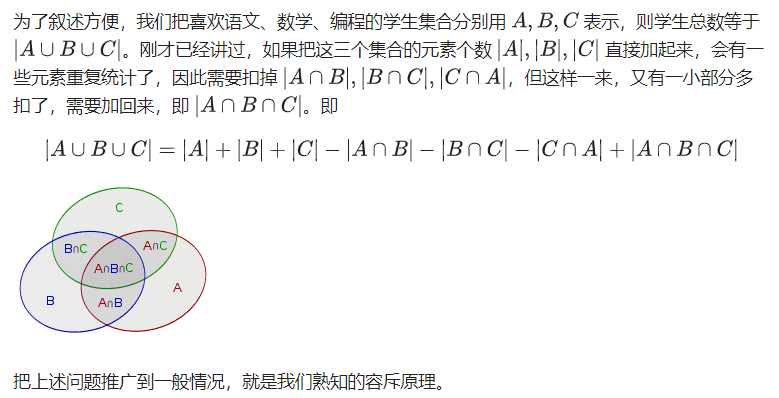 为了叙述方便，我们把喜欢语文、数学、编程的学生集合分别用 A, B, C 表示，则学生总数等于
|A ∪ B ∪ C|。刚才已经讲过，如果把这三个集合的元素个数 |A|, |B|, |C| 直接加起来，会有一
些元素重复统计了，因此需要扣掉 |A ∩ B|, |B ∩ C|, |C ∩ A|，但这样一来，又有一小部分多
扣了，需要加回来，即 |A ∩ B ∩ C|。即
|A ∪ B ∪ C| = |A| + |B| + |C| − |A ∩ B| − |B ∩ C| − |C ∩ A| + |A ∩ B ∩ C|
C
B∩C
A∩C
A∩B∩C
B
A∩B
A
把上述问题推广到一般情况，就是我们熟知的容斥原理。